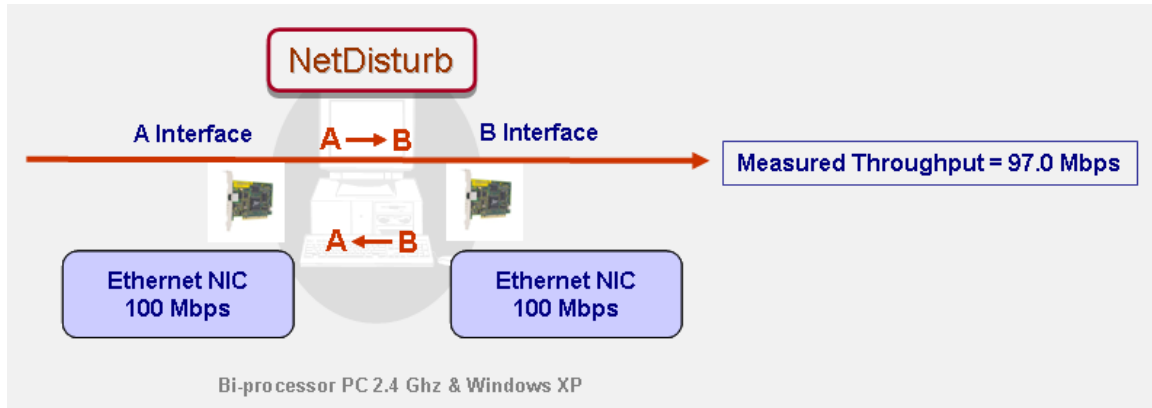 NetDisturb
A Interface
A → B
B Interface
Measured Throughput = 97.0 Mbps
A ← B
Ethernet NIC
100 Mbps
Ethernet NIC
100 Mbps
Bi-processor PC 2.4 Ghz & Windows XP